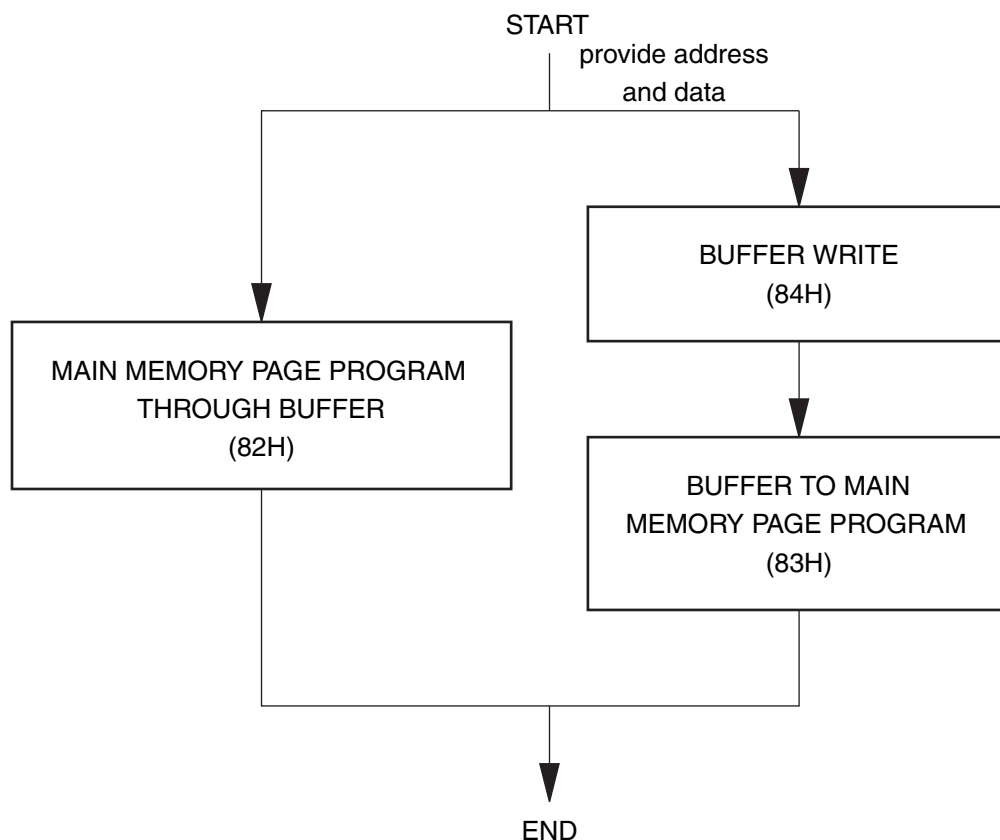 START
provide address
and data
BUFFER WRITE
(84H)
MAIN MEMORY PAGE PROGRAM
THROUGH BUFFER
(82H)
BUFFER TO MAIN
MEMORY PAGE PROGRAM
(83H)
END